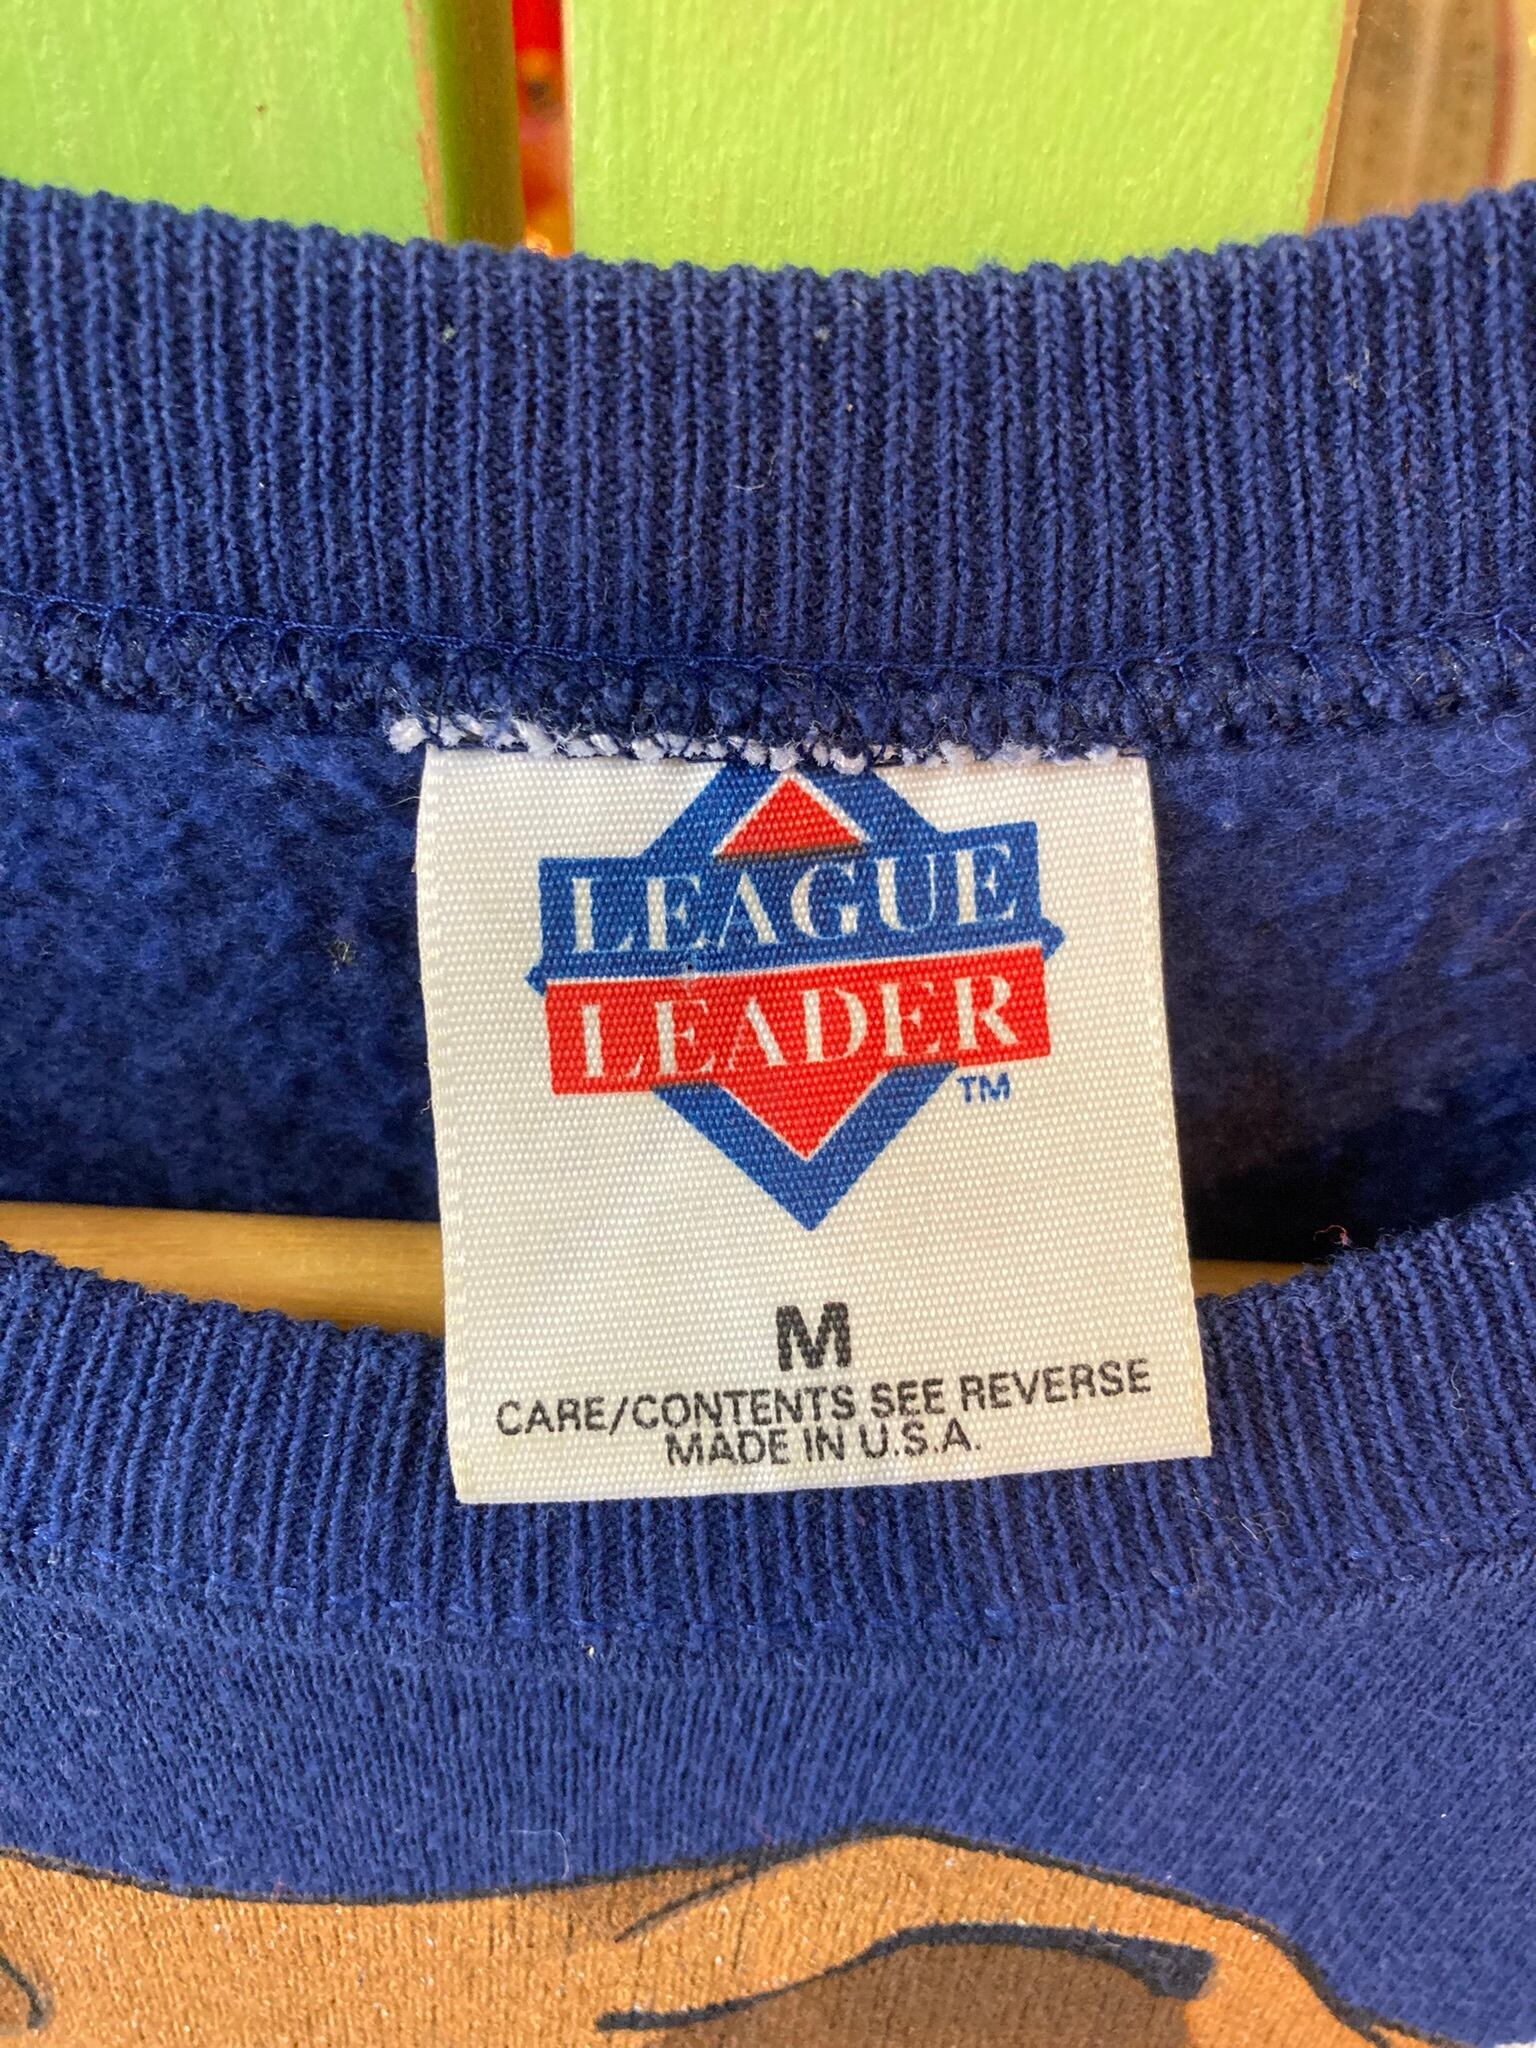 LEAGUE
LEADER
TM
M
CARE/CONTENTS SEE REVERSE
MADE IN U.S.A.